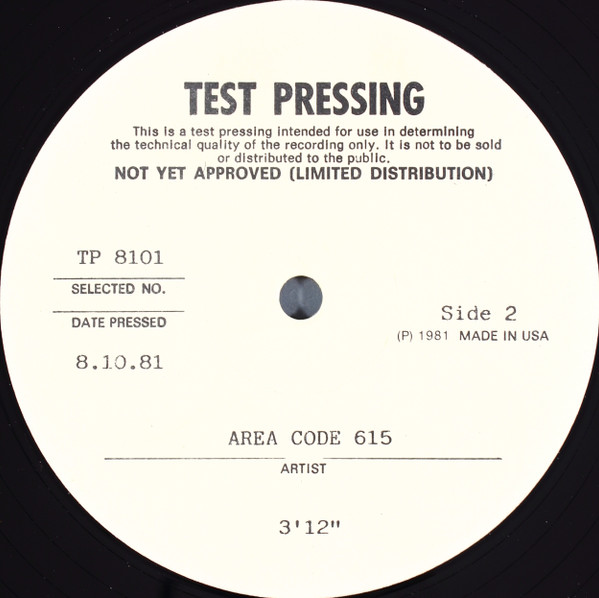 TEST PRESSING
This is a test pressing intended for use in determining
the technical quality of the recording only. It is not to be sold
or distributed to the public.
NOT YET APPROVED (LIMITED DISTRIBUTION)
TP 8101
SELECTED NO.
DATE PRESSED
8.10.81
Side 2
(P) 1981 MADE IN USA
AREA CODE 615
ARTIST
3'12"